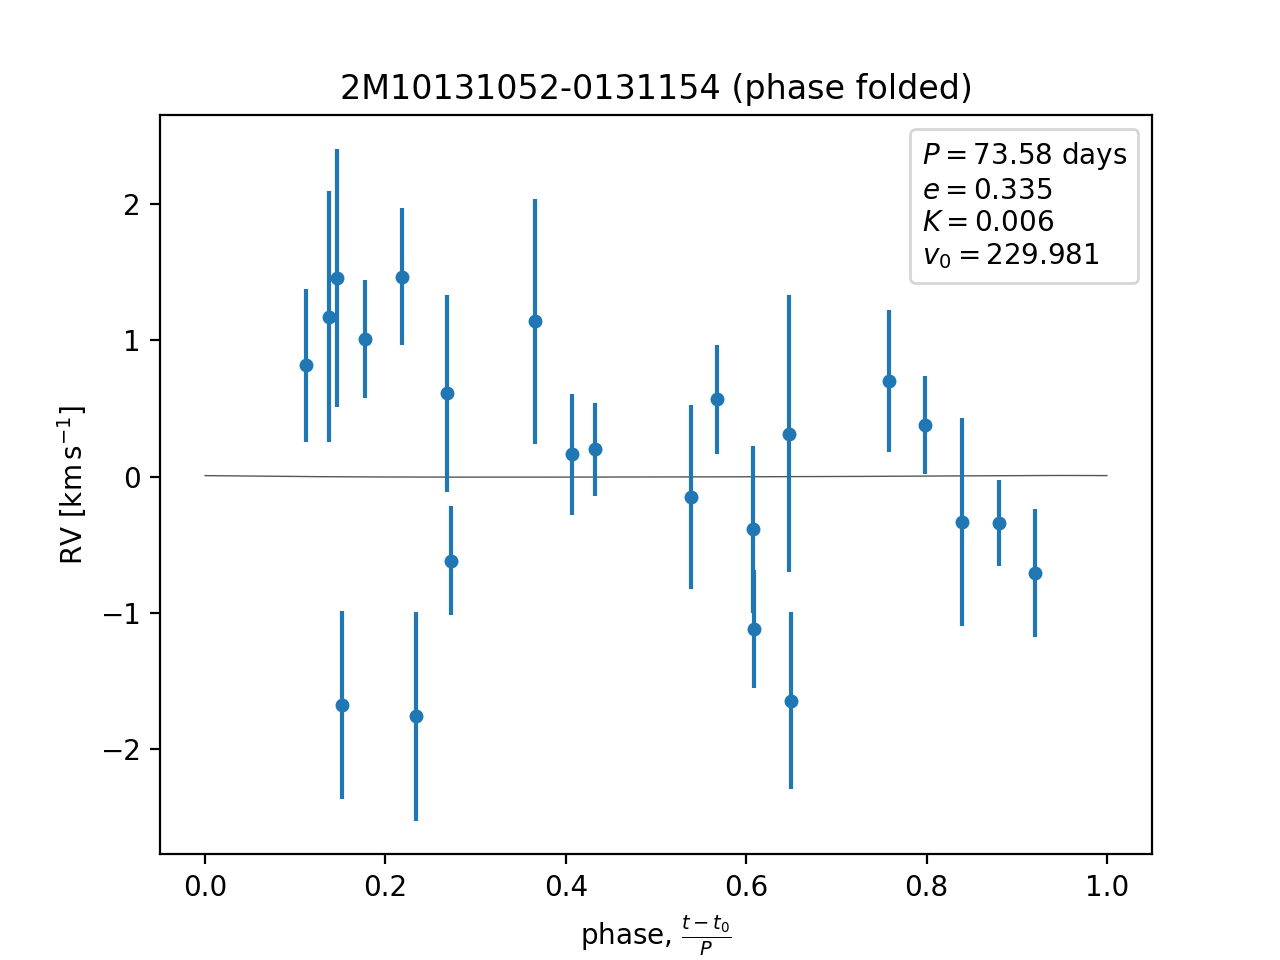 2M10131052-0131154 (phase folded)
P = 73.58 days
e = 0.335
K = 0.006
v₀ = 229.981
RV [km s⁻¹]
2
1
0
−1
−2
0.0 0.2 0.4 0.6 0.8 1.0
phase, (t − t₀)/P